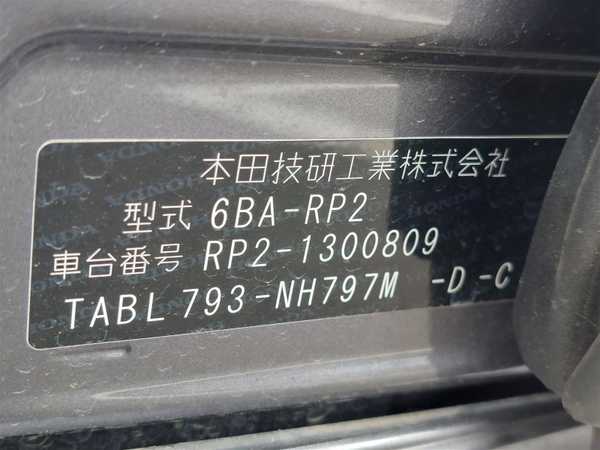 本田技研工業株式会社
型式 6BA-RP2
車台番号 RP2-1300809
TABL 793-NH797M -D -C